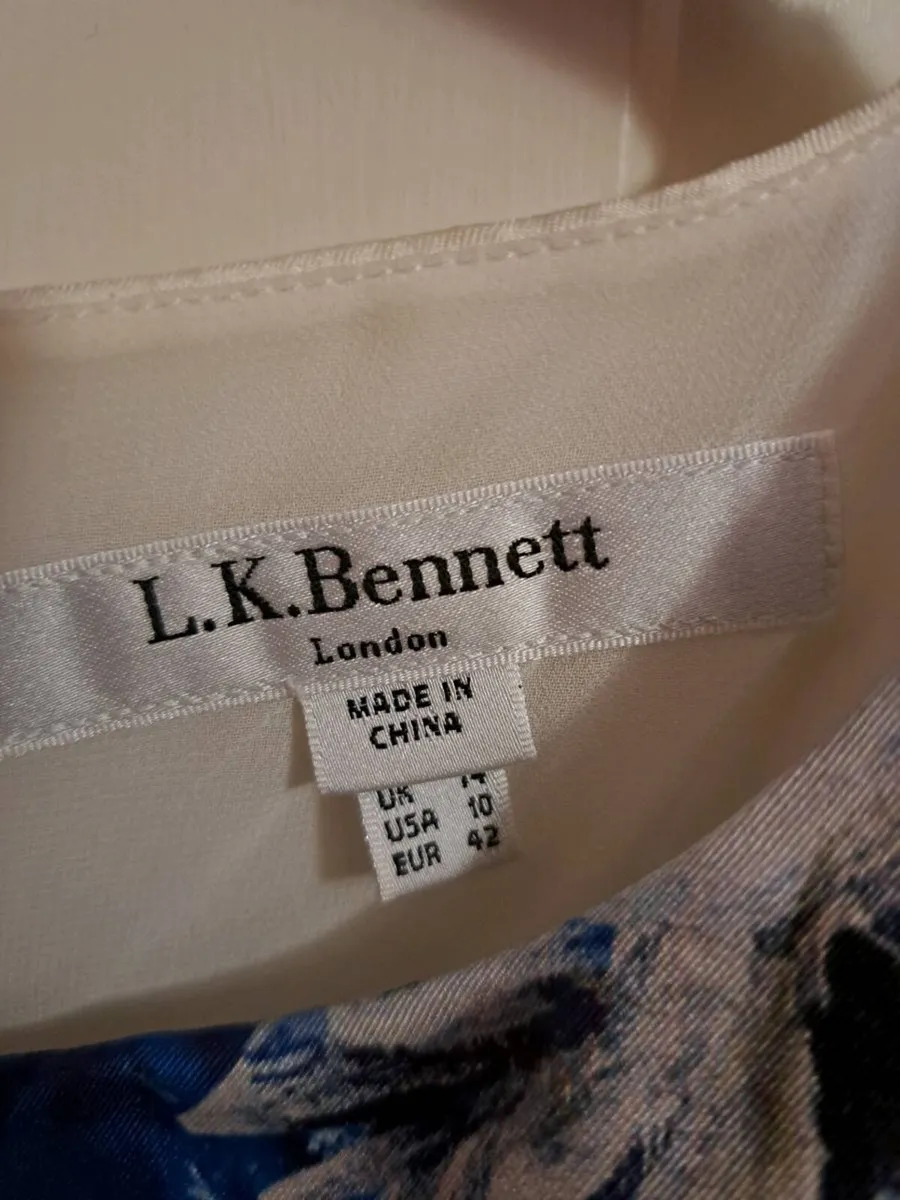 L.K.Bennett
London
MADE IN
CHINA
UK 14
USA 10
EUR 42